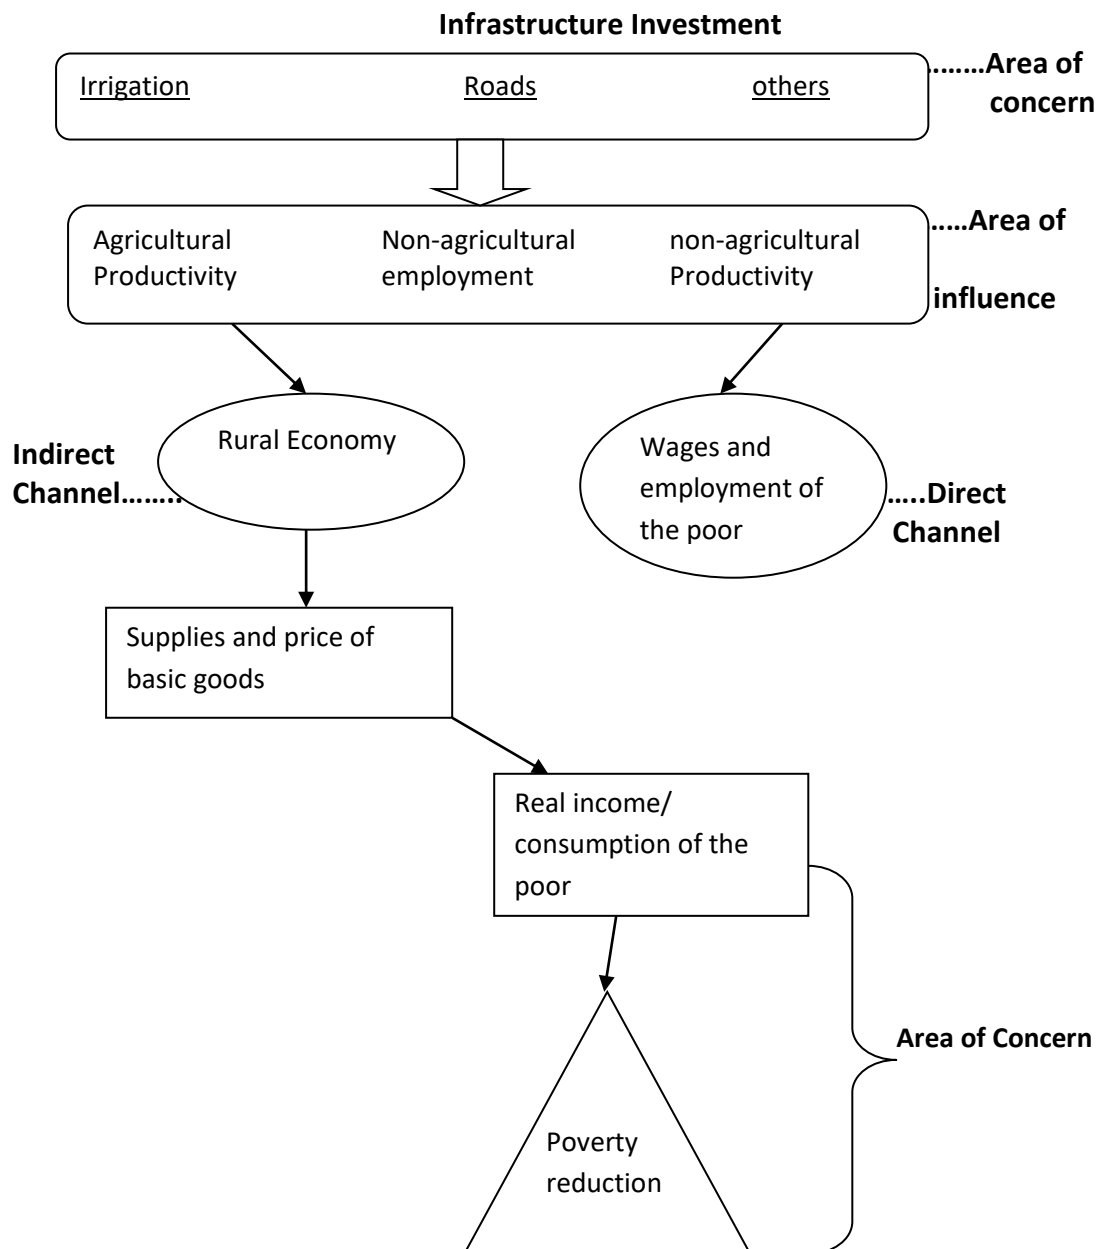 Infrastructure Investment
Irrigation Roads others
.........Area of
concern
Agricultural
Productivity
Non-agricultural
employment
non-agricultural
Productivity
......Area of
influence
Rural Economy
Indirect
Channel........
Wages and
employment of
the poor
.....Direct
Channel
Supplies and price of
basic goods
Real income/
consumption of the
poor
Area of Concern
Poverty
reduction